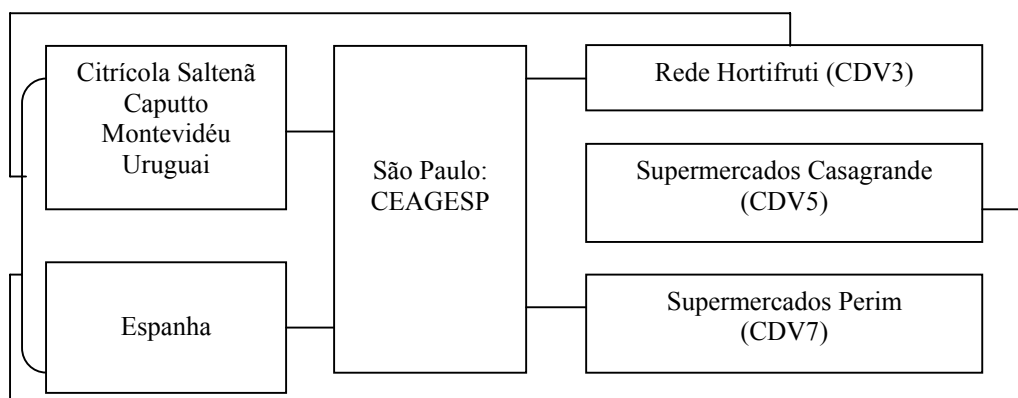 Citrícola Saltenã
Caputto
Montevidéu
Uruguai
Espanha
São Paulo:
CEAGESP
Rede Hortifruti (CDV3)
Supermercados Casagrande
(CDV5)
Supermercados Perim
(CDV7)